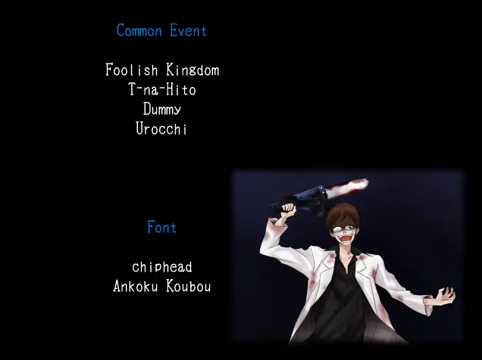 Common Event
Foolish Kingdom
T-na-Hito
Dummy
Urocchi
Font
chiphead
Ankoku Koubou